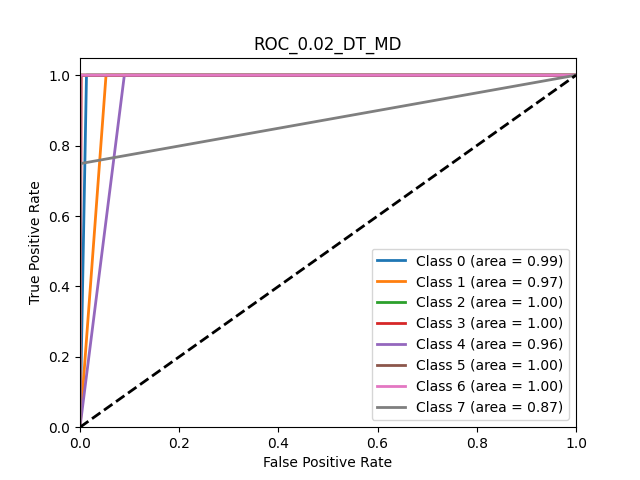 ROC_0.02_DT_MD
True Positive Rate
1.0
0.8
0.6
0.4
0.2
0.0
Class 0 (area = 0.99)
Class 1 (area = 0.97)
Class 2 (area = 1.00)
Class 3 (area = 1.00)
Class 4 (area = 0.96)
Class 5 (area = 1.00)
Class 6 (area = 1.00)
Class 7 (area = 0.87)
0.0 0.2 0.4 0.6 0.8 1.0
False Positive Rate